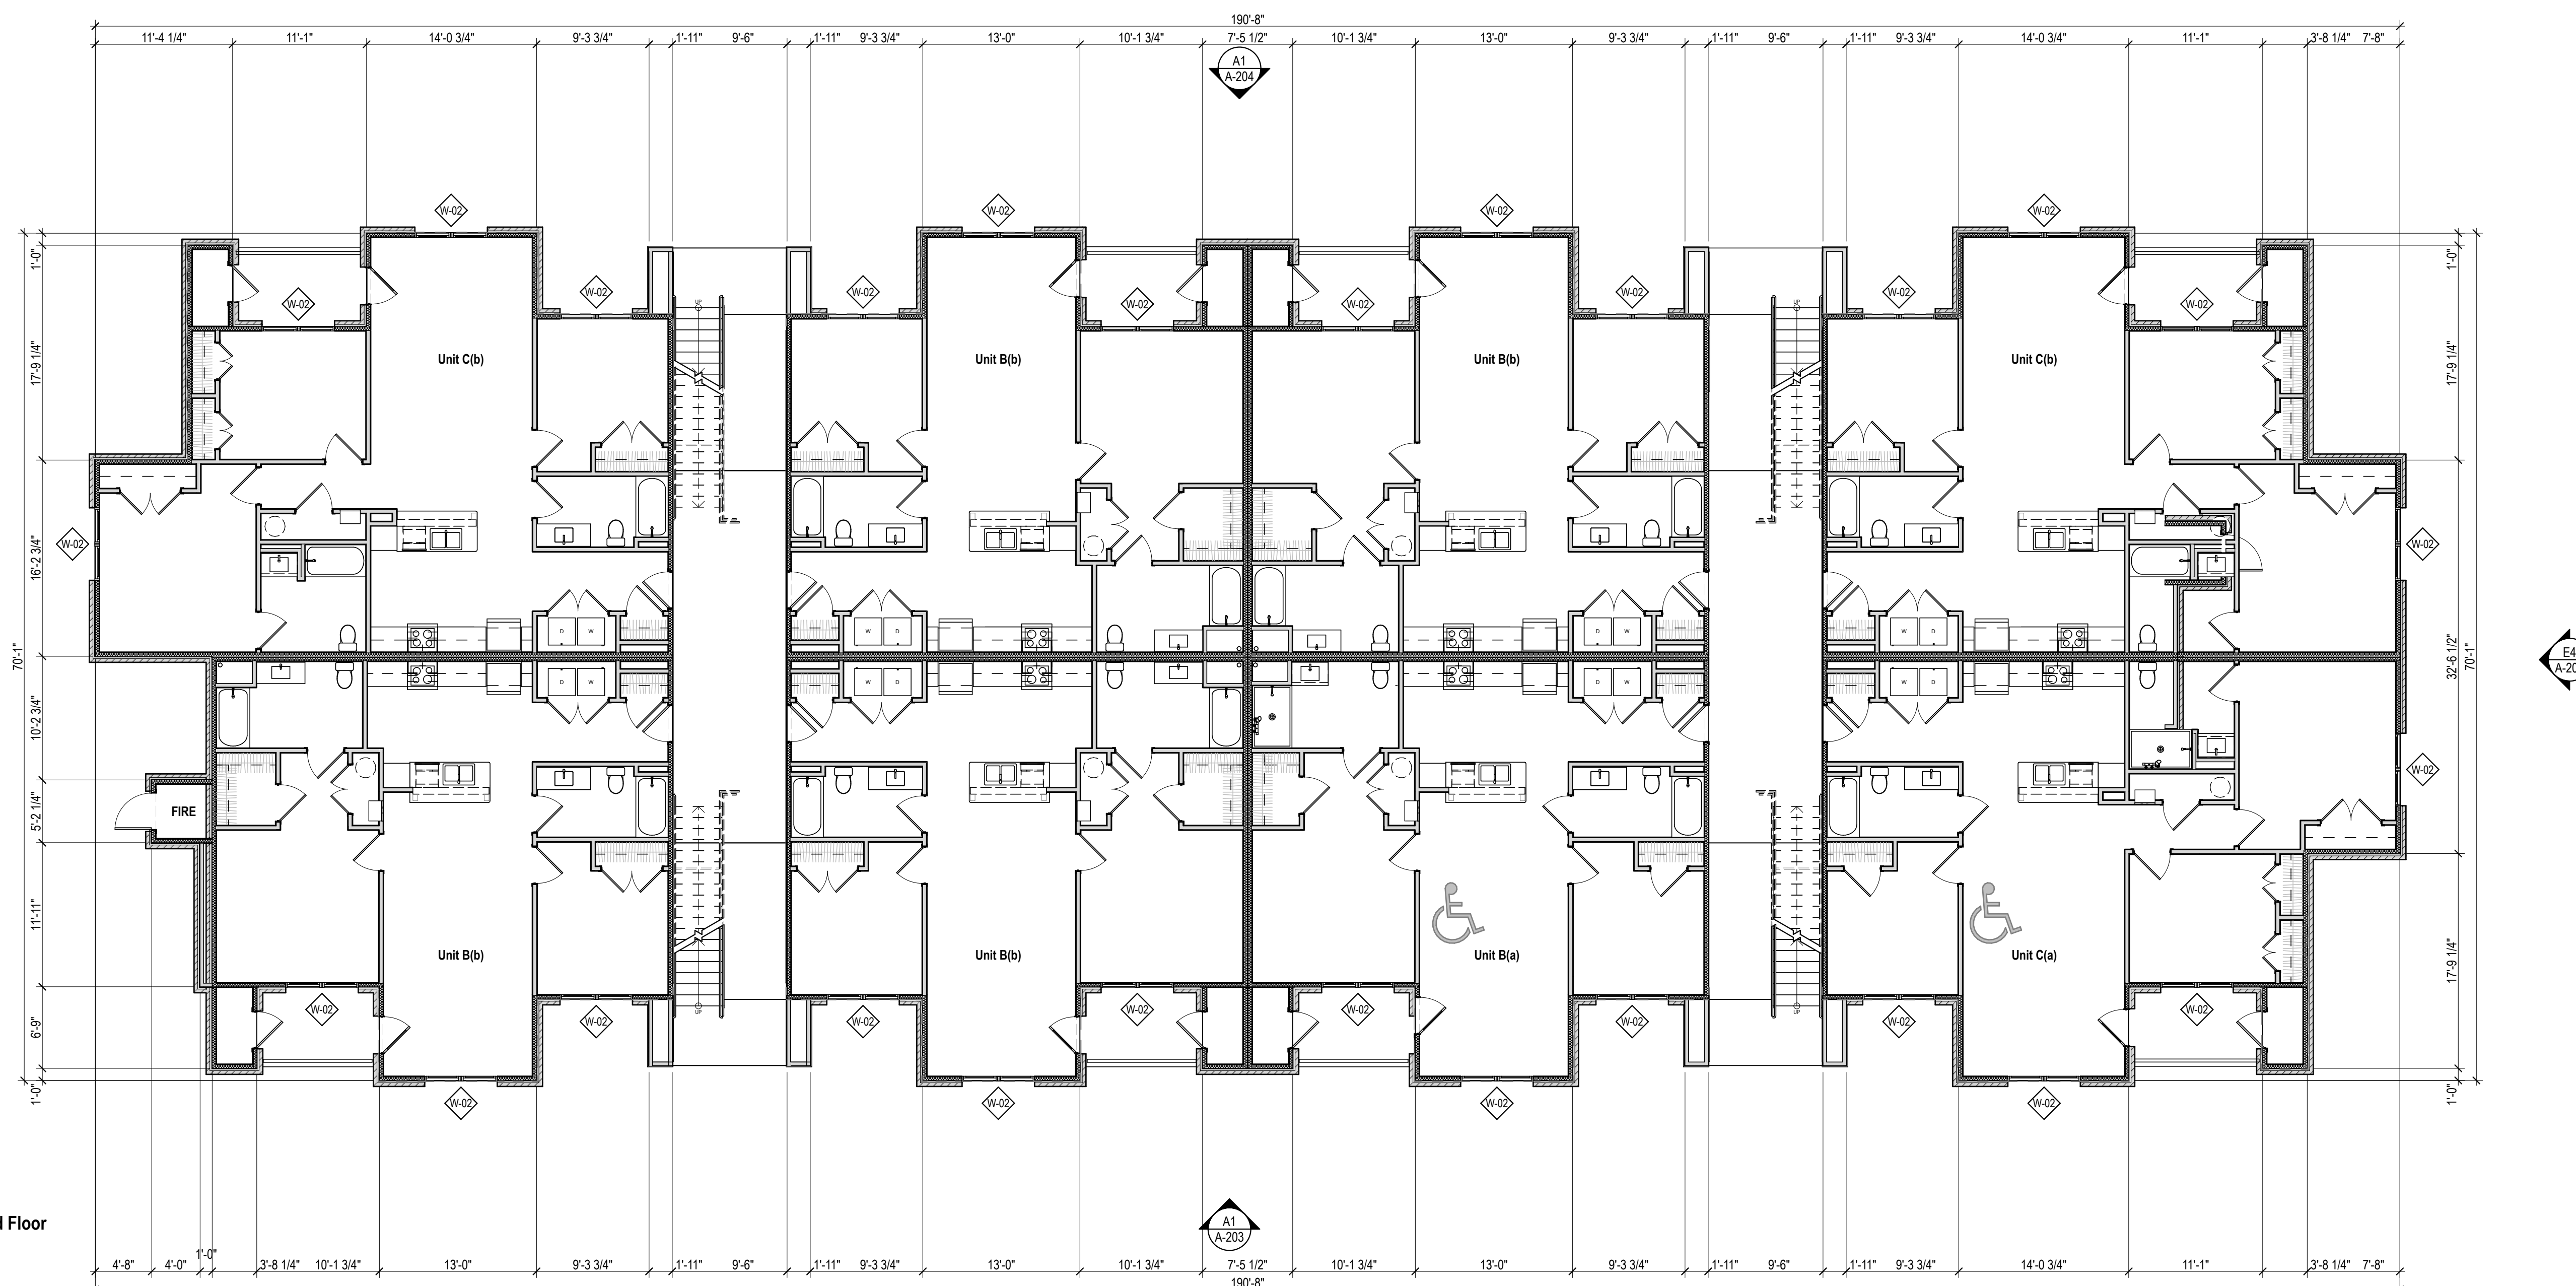 190'-8"
11'-4 1/4" 11'-1" 14'-0 3/4" 9'-3 3/4" 1'-11" 9'-6" 1'-11" 9'-3 3/4" 13'-0" 10'-1 3/4" 7'-5 1/2" 10'-1 3/4" 13'-0" 9'-3 3/4" 1'-11" 9'-6" 1'-11" 9'-3 3/4" 14'-0 3/4" 11'-1" 3'-8 1/4" 7'-8"
A1
A-204
W-02 W-02 W-02 W-02
1'-0" 1'-0"
W-02 W-02 W-02 W-02 W-02 W-02 W-02 W-02
UP UP
17'-9 1/4" Unit C(b) Unit B(b) Unit B(b) Unit C(b) 17'-9 1/4"
W-02 W-02
16'-2 3/4"
D W W D D W W D
70'-1" 32'-6 1/2" 70'-1"
E4
D W W D D W W D
10'-2 3/4"
W-02
5'-2 1/4" FIRE
11'-11"
Unit B(b) Unit B(b) Unit B(a) Unit C(a) 17'-9 1/4"
UP UP
W-02 W-02 W-02 W-02 W-02 W-02 W-02 W-02
6'-9"
1'-0" 1'-0"
W-02 W-02 W-02 W-02
Floor
A1
A-203
1'-0"
4'-8" 4'-0" 3'-8 1/4" 10'-1 3/4" 13'-0" 9'-3 3/4" 1'-11" 9'-6" 1'-11" 9'-3 3/4" 13'-0" 10'-1 3/4" 7'-5 1/2" 10'-1 3/4" 13'-0" 9'-3 3/4" 1'-11" 9'-6" 1'-11" 9'-3 3/4" 14'-0 3/4" 11'-1" 3'-8 1/4" 7'-8"
190'-8"